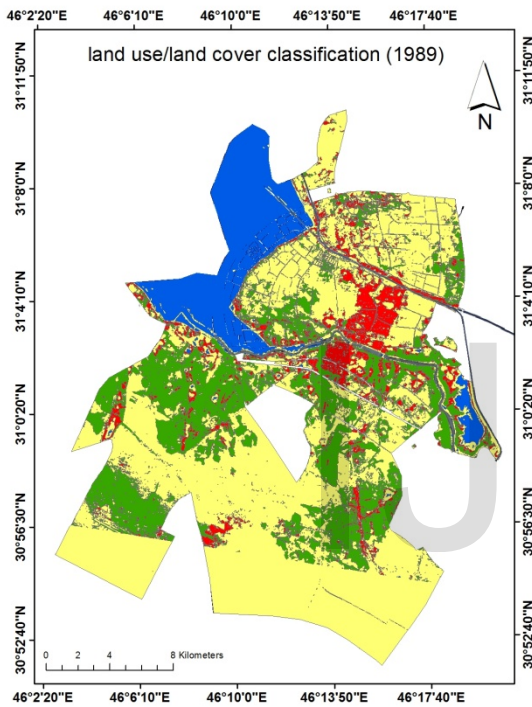 46°2'20"E 46°6'10"E 46°10'0"E 46°13'50"E 46°17'40"E
land use/land cover classification (1989)
31°11'50"N 31°11'50"N
N
31°8'0"N 31°8'0"N
31°4'10"N 31°4'10"N
31°0'20"N 31°0'20"N
IJ
30°56'30"N 30°56'30"N
30°52'40"N 30°52'40"N
0 2 4 8 Kilometers
46°2'20"E 46°6'10"E 46°10'0"E 46°13'50"E 46°17'40"E